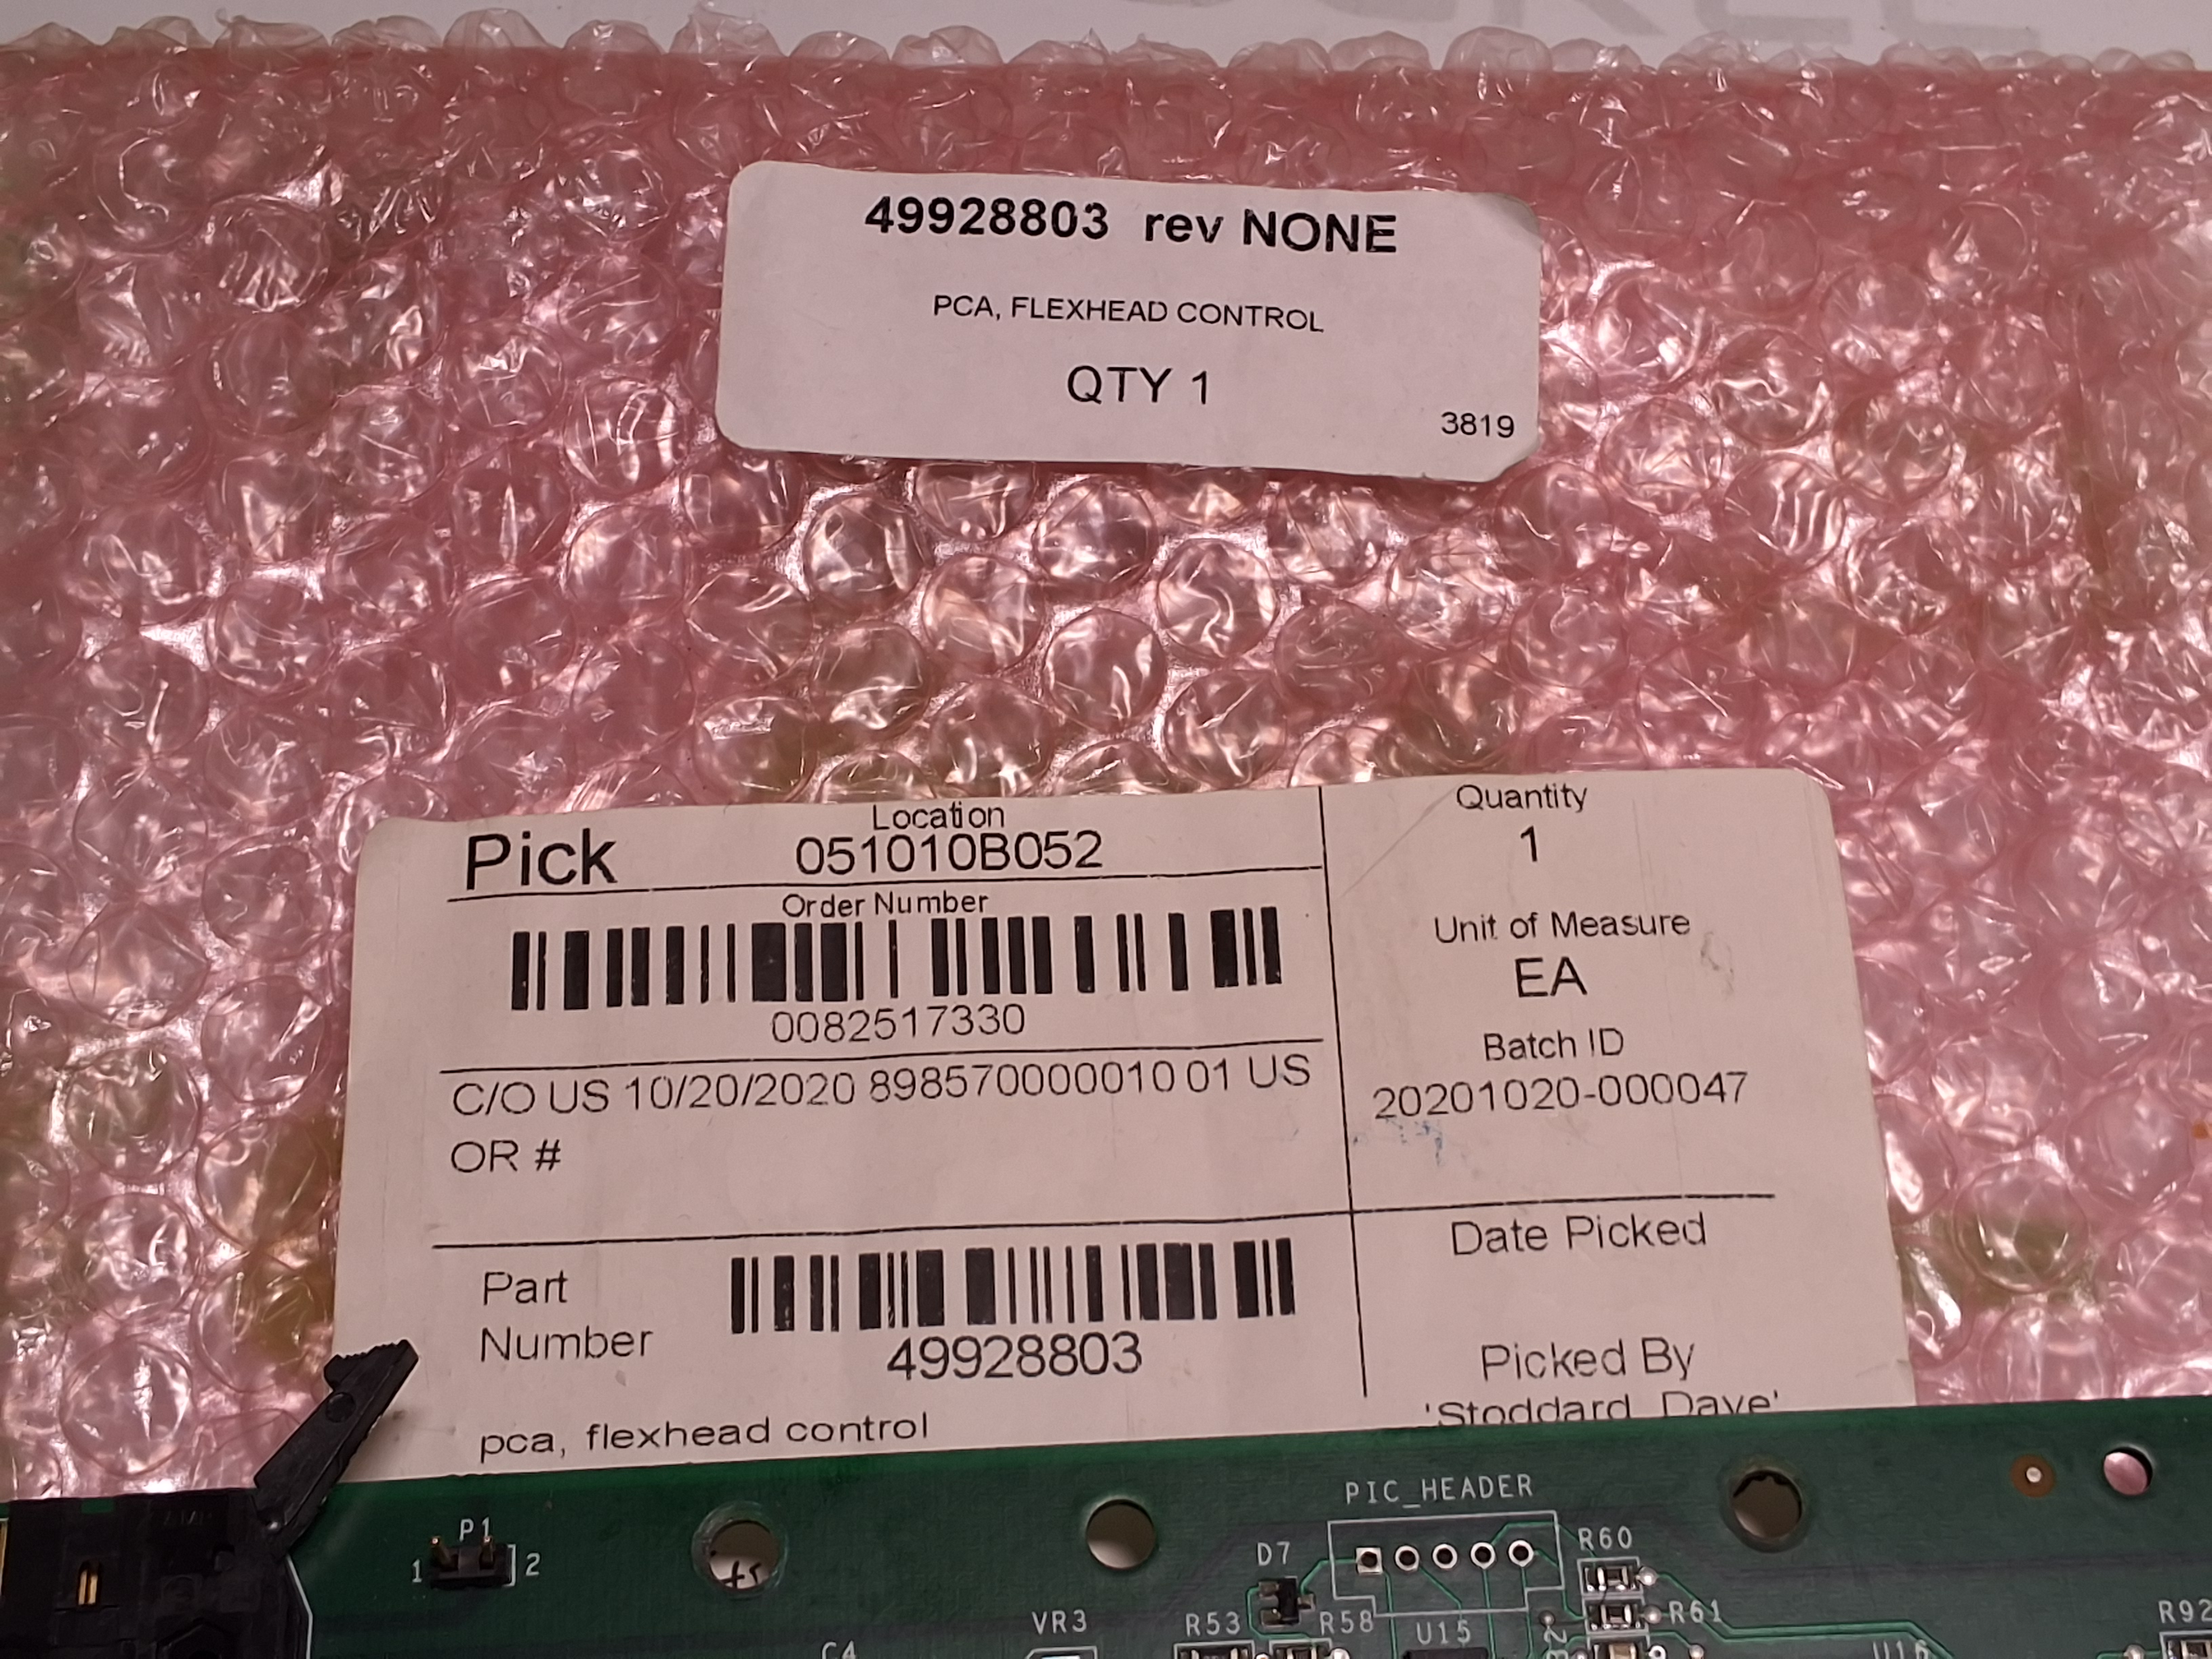 49928803 rev NONE
PCA, FLEXHEAD CONTROL
QTY 1
3819
Pick
Location
051010B052
Order Number
0082517330
C/O US 10/20/2020 898570000010 01 US
OR #
Part
Number
49928803
pca, flexhead control
Quantity
1
Unit of Measure
EA
Batch ID
20201020-000047
Date Picked
Picked By
'Stoddard, Dave'
PIC_HEADER
P1
1
2
D7
R60
R61
VR3
R53
R58
U15
C4
U16
R92